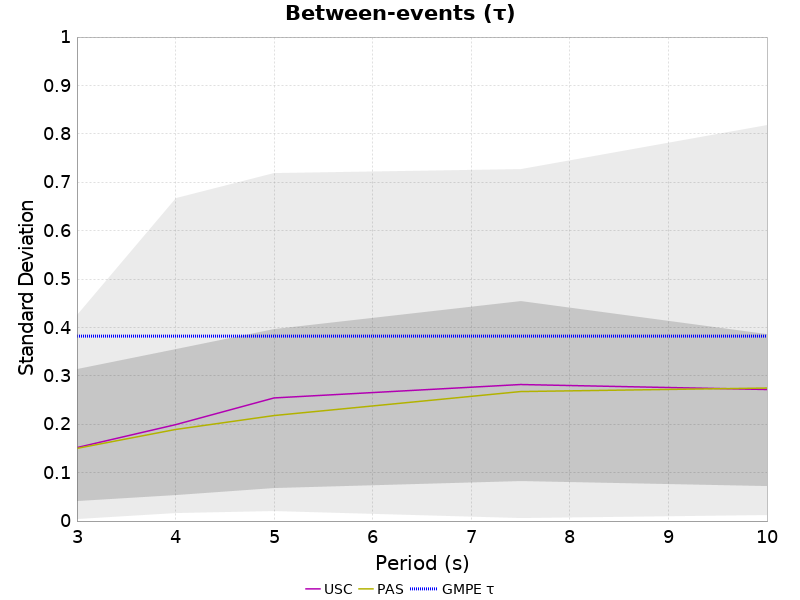 Between-events (τ)
Standard Deviation
1
0.9
0.8
0.7
0.6
0.5
0.4
0.3
0.2
0.1
0
3 4 5 6 7 8 9 10
Period (s)
USC PAS GMPE τ